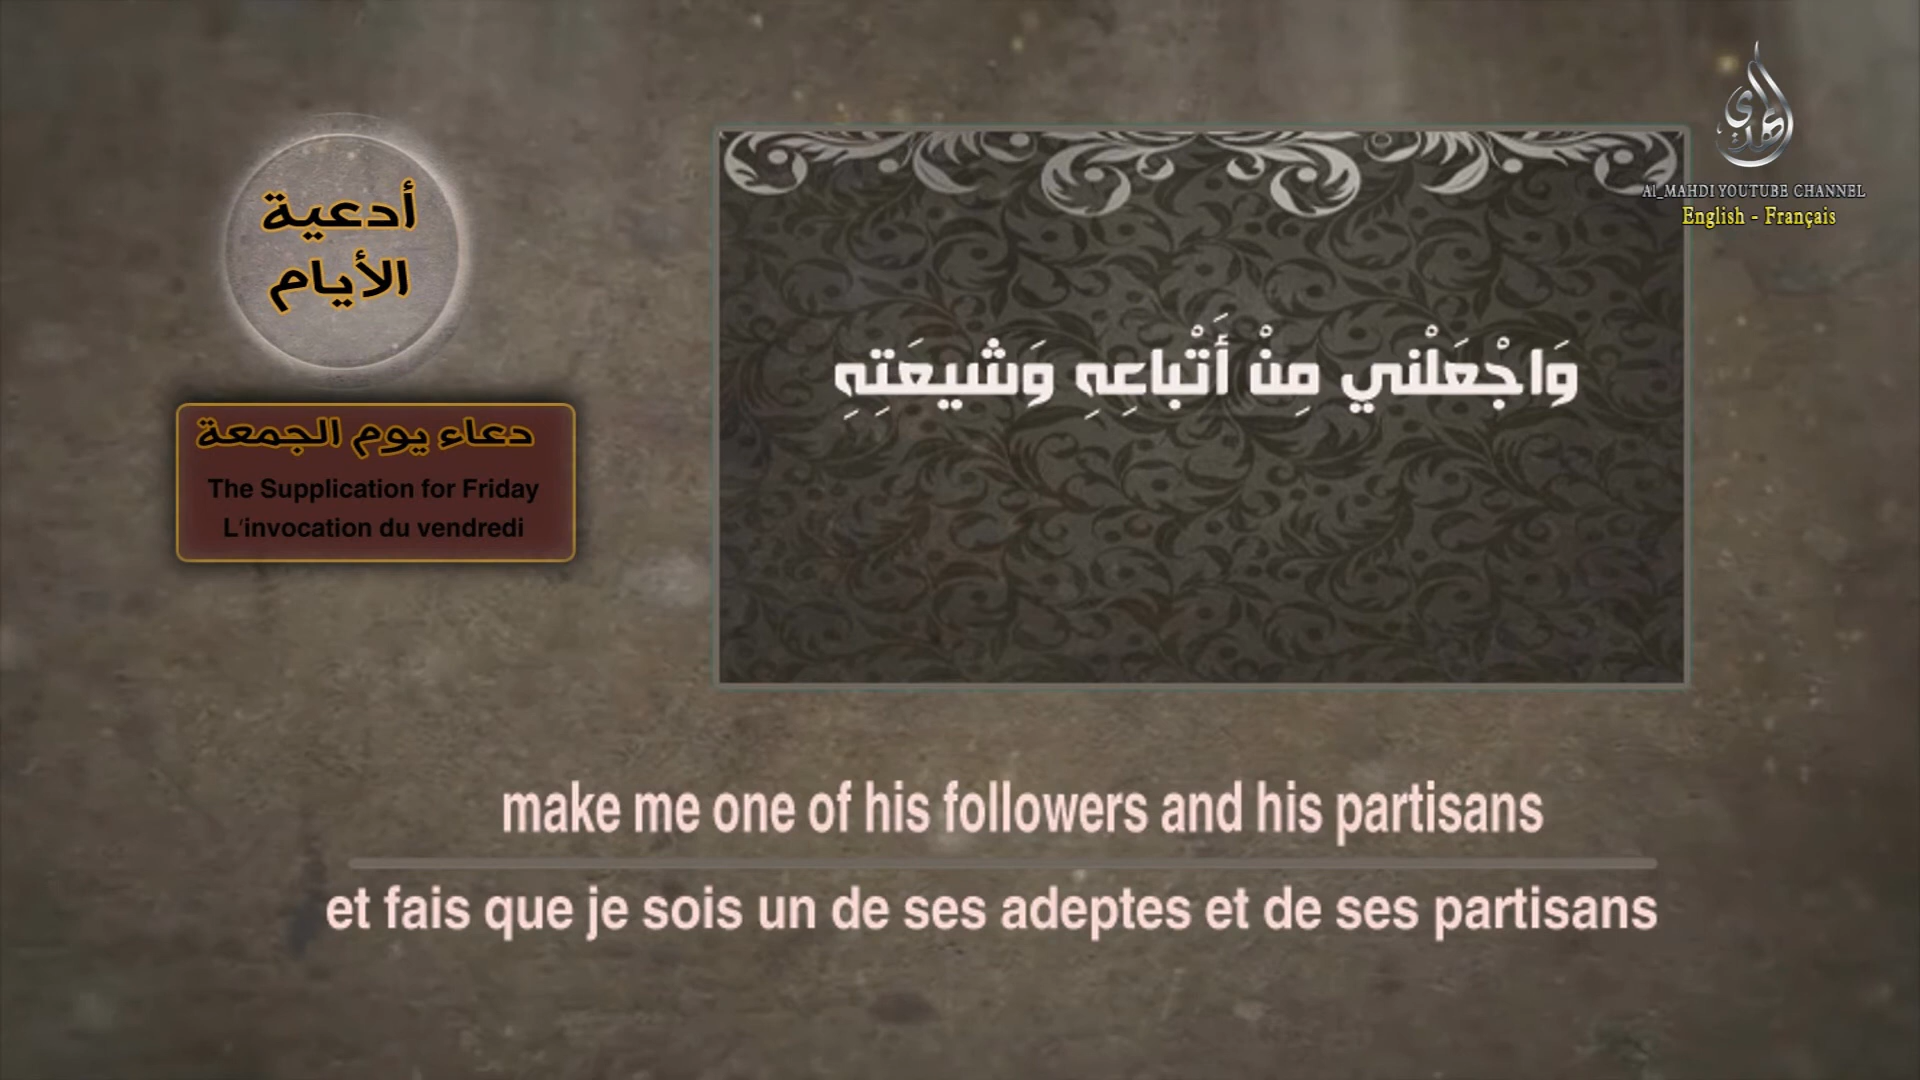 أدعية
الأيام
دعاء يوم الجمعة
The Supplication for Friday
L'invocation du vendredi
المهدي
Al_MAHDI YOUTUBE CHANNEL
English - Français
وَاجْعَلْني مِنْ أَتْباعِهِ وَشيعَتِهِ
make me one of his followers and his partisans
et fais que je sois un de ses adeptes et de ses partisans